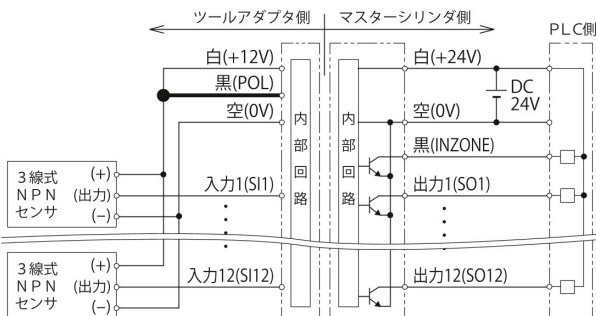 ツールアダプタ側
マスターシリンダ側
PLC側
白(+12V)
黒(POL)
空(0V)
白(+24V)
DC
24V
空(0V)
黒(INZONE)
内部回路
内部回路
3線式
NPN
センサ
(+)
(出力)
(−)
入力1(SI1)
出力1(SO1)
3線式
NPN
センサ
(+)
(出力)
(−)
入力12(SI12)
出力12(SO12)